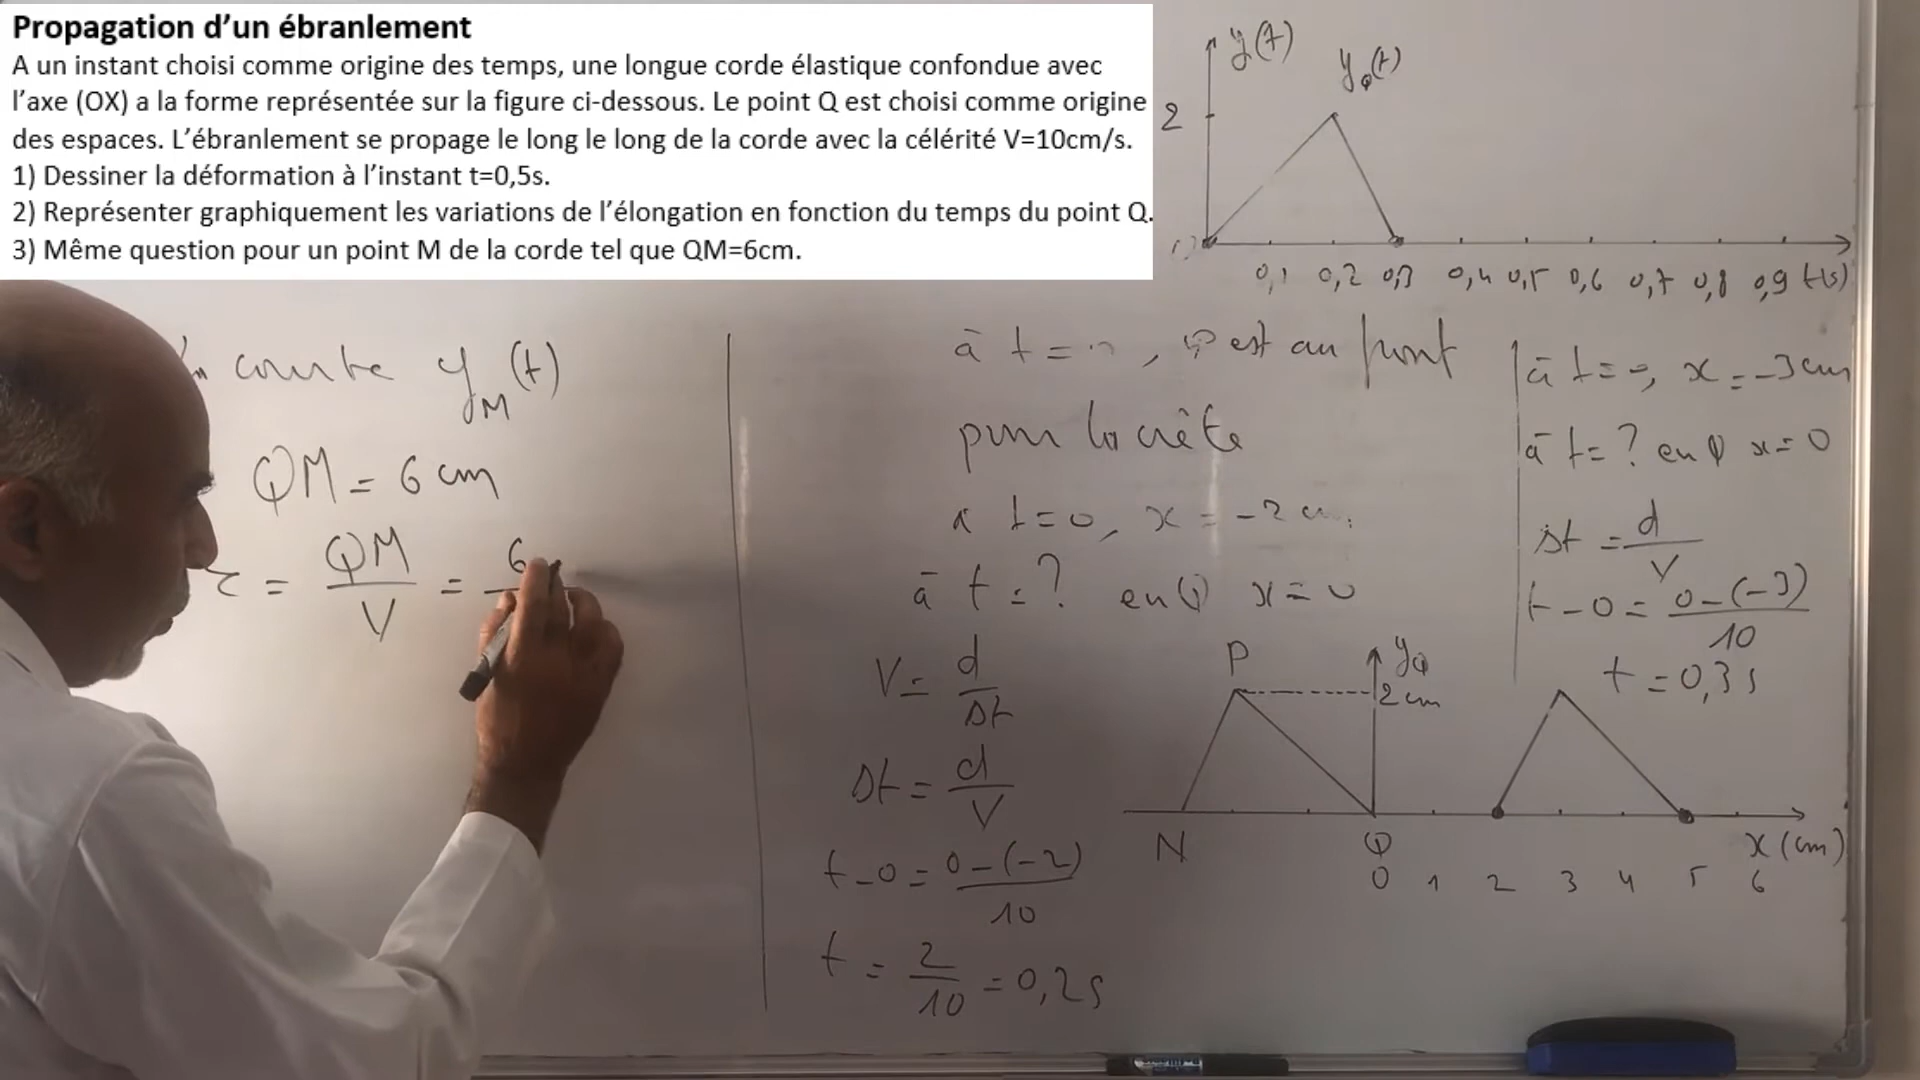 Propagation d’un ébranlement
A un instant choisi comme origine des temps, une longue corde élastique confondue avec
l’axe (OX) a la forme représentée sur la figure ci-dessous. Le point Q est choisi comme origine
des espaces. L’ébranlement se propage le long le long de la corde avec la célérité V=10cm/s.
1) Dessiner la déformation à l’instant t=0,5s.
2) Représenter graphiquement les variations de l’élongation en fonction du temps du point Q.
3) Même question pour un point M de la corde tel que QM=6cm.
y(t)
y_Q(t)
2
0,1 0,2 0,3 0,4 0,5 0,6 0,7 0,8 0,9 t(s)
courbe y_M(t)
QM = 6 cm
τ = QM/V = 6
à t = 0, Q est au front
pour la crête
à t=0, x = -2 cm
à t = ? en Q x = 0
V = d/Δt
Δt = d/V
t - 0 = 0-(-2)/10
t = 2/10 = 0,2s
à t = 0, x = -3cm
à t = ? en Q x = 0
Δt = d/V
t - 0 = 0-(-3)/10
t = 0,3s
P
y_Q
2 cm
N Q x (cm)
0 1 2 3 4 5 6